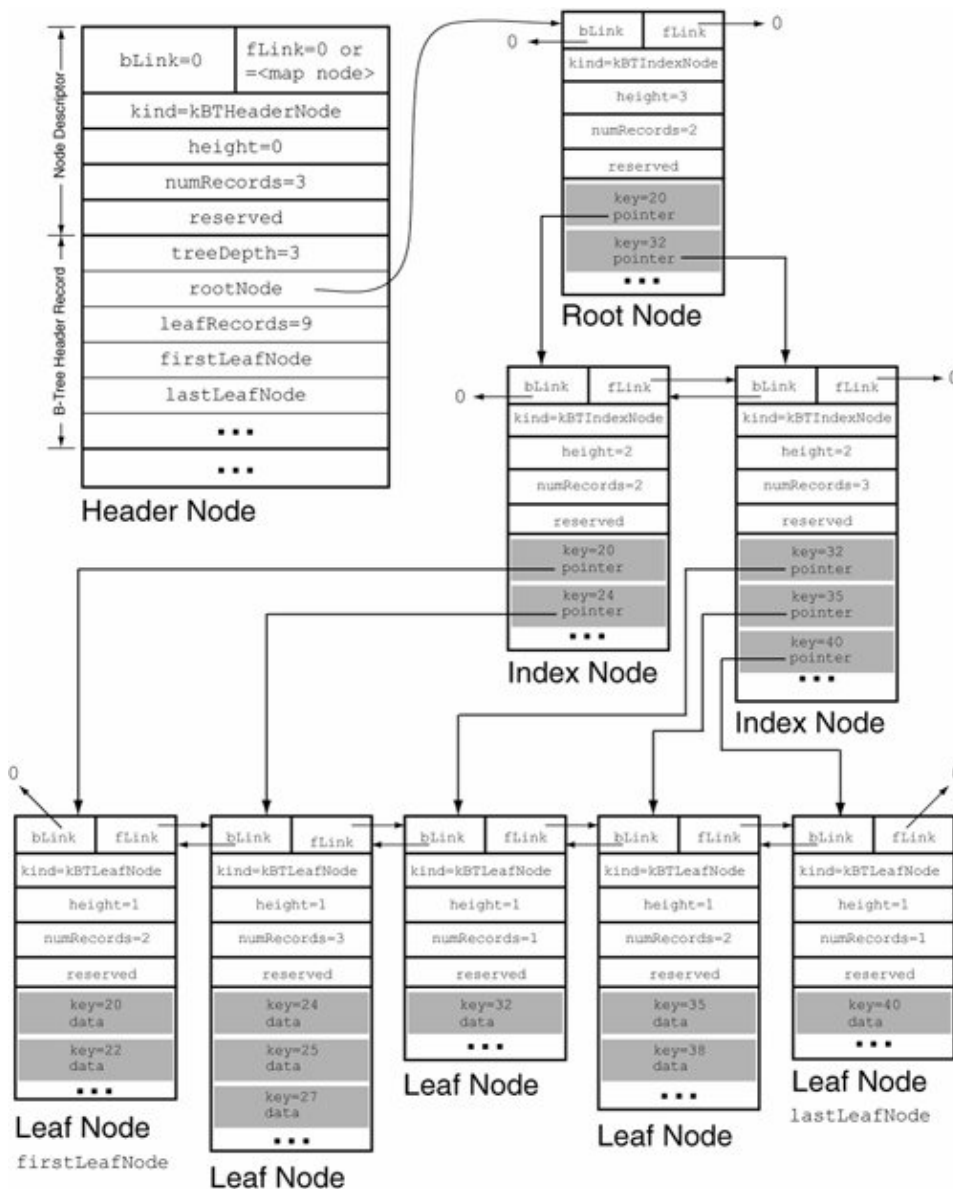 bLink=0
fLink=0 or
=<map node>
kind=kBTHeaderNode
height=0
numRecords=3
reserved
treeDepth=3
rootNode
leafRecords=9
firstLeafNode
lastLeafNode
Node Descriptor
B-Tree Header Record
Header Node
0
bLink
fLink
0
kind=kBTIndexNode
height=3
numRecords=2
reserved
key=20
pointer
key=32
pointer
Root Node
0
bLink
fLink
kind=kBTIndexNode
height=2
numRecords=2
reserved
key=20
pointer
key=24
pointer
Index Node
bLink
fLink
0
kind=kBTIndexNode
height=2
numRecords=3
reserved
key=32
pointer
key=35
pointer
key=40
pointer
Index Node
0
bLink
fLink
kind=kBTLeafNode
height=1
numRecords=2
reserved
key=20
data
key=22
data
Leaf Node
firstLeafNode
bLink
fLink
kind=kBTLeafNode
height=1
numRecords=3
reserved
key=24
data
key=25
data
key=27
data
Leaf Node
bLink
fLink
kind=kBTLeafNode
height=1
numRecords=1
reserved
key=32
data
Leaf Node
bLink
fLink
kind=kBTLeafNode
height=1
numRecords=2
reserved
key=35
data
key=38
data
Leaf Node
0
bLink
fLink
kind=kBTLeafNode
height=1
numRecords=1
reserved
key=40
data
Leaf Node
lastLeafNode